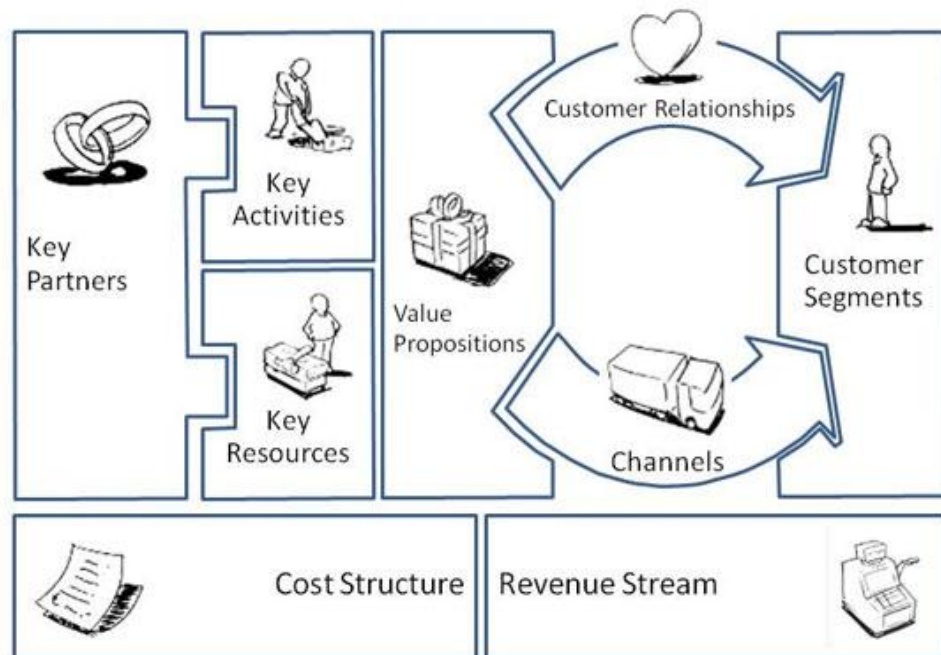 Key
Partners
Key
Activities
Key
Resources
Value
Propositions
Customer Relationships
Channels
Customer
Segments
Cost Structure
Revenue Stream